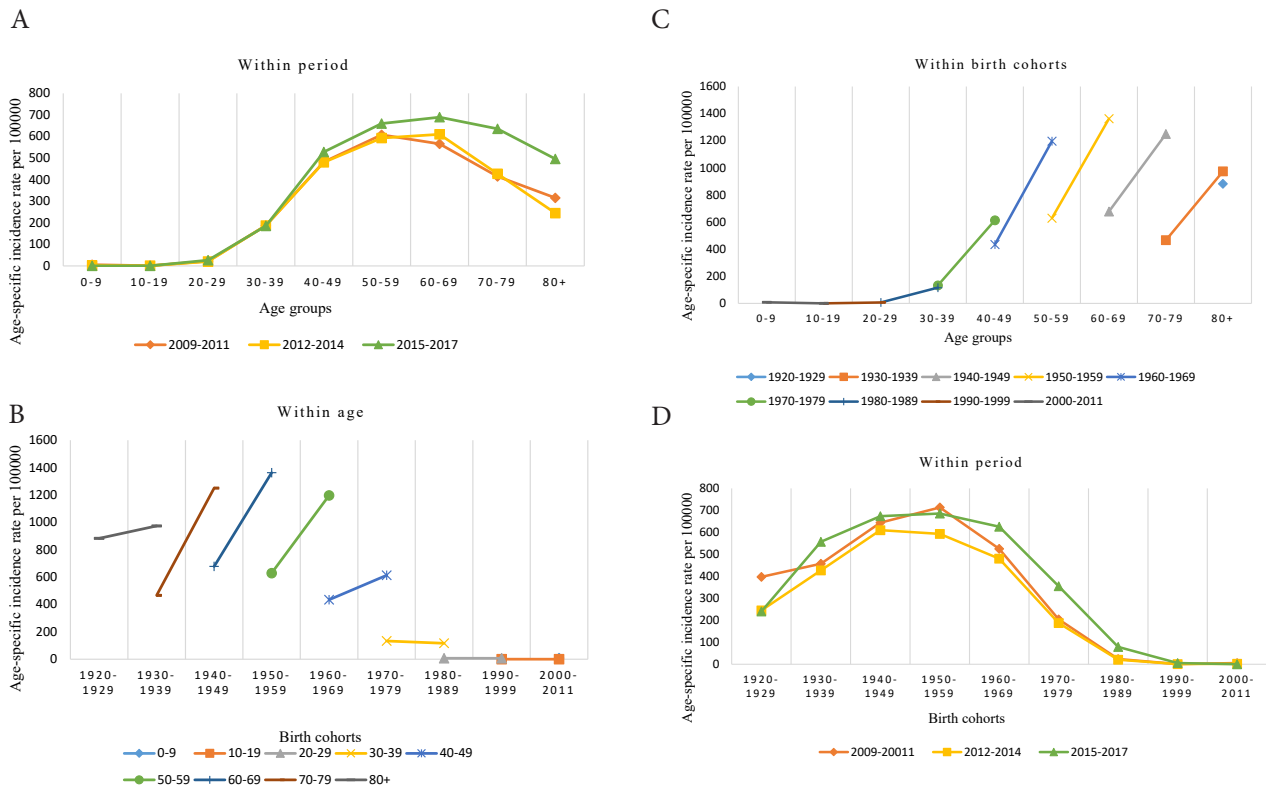 A
Within period
Age-specific incidence rate per 100000
800
700
600
500
400
300
200
100
0
0-9 10-19 20-29 30-39 40-49 50-59 60-69 70-79 80+
Age groups
2009-2011 2012-2014 2015-2017
B
Within age
Age-specific incidence rate per 100000
1600
1400
1200
1000
800
600
400
200
0
1920- 1930- 1940- 1950- 1960- 1970- 1980- 1990- 2000-
1929 1939 1949 1959 1969 1979 1989 1999 2011
Birth cohorts
0-9 10-19 20-29 30-39 40-49
50-59 60-69 70-79 80+
C
Within birth cohorts
Age-specific incidence rate per 100000
1600
1400
1200
1000
800
600
400
200
0
0-9 10-19 20-29 30-39 40-49 50-59 60-69 70-79 80+
Age groups
1920-1929 1930-1939 1940-1949 1950-1959 1960-1969
1970-1979 1980-1989 1990-1999 2000-2011
D
Within period
Age-specific incidence rate per 100000
800
700
600
500
400
300
200
100
0
1920- 1930- 1940- 1950- 1960- 1970- 1980- 1990- 2000-
1929 1939 1949 1959 1969 1979 1989 1999 2011
Birth cohorts
2009-20011 2012-2014 2015-2017